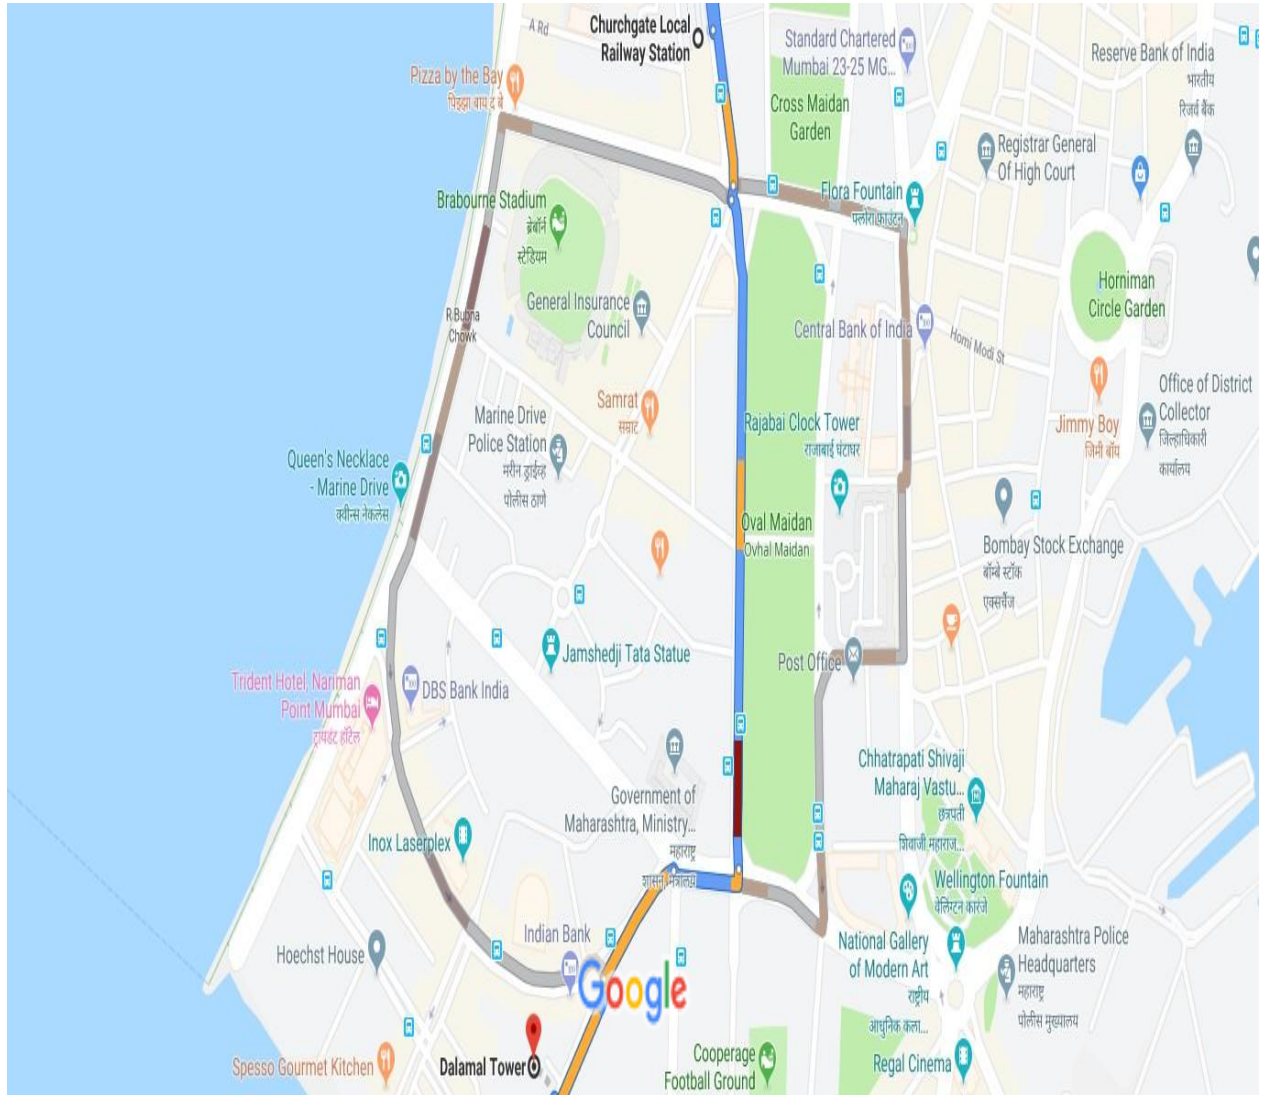 Churchgate Local
Railway Station
A Rd
Standard Chartered
Mumbai 23-25 MG...
Reserve Bank of India
भारतीय
रिजर्व बैंक
Pizza by the Bay
पिझ्झा बाय द बे
Cross Maidan
Garden
Registrar General
Of High Court
Flora Fountain
फ्लोरा फाउंटन
Brabourne Stadium
ब्रेबॉर्न
स्टेडियम
General Insurance
Council
Horniman
Circle Garden
R Bubna
Chowk
Central Bank of India
Homi Modi St
Samrat
सम्राट
Marine Drive
Police Station
मरीन ड्राईव्ह
पोलीस ठाणे
Rajabai Clock Tower
राजाबाई घंटाघर
Jimmy Boy
जिमी बॉय
Office of District
Collector
जिल्हाधिकारी
कार्यालय
Queen's Necklace
- Marine Drive
क्वीन्स नेकलेस
Oval Maidan
Ovhal Maidan
Bombay Stock Exchange
बॉम्बे स्टॉक
एक्सचेंज
Jamshedji Tata Statue
Post Office
Trident Hotel, Nariman
Point Mumbai
ट्रायडंट हॉटेल
DBS Bank India
Government of
Maharashtra, Ministry...
महाराष्ट्र
शासन, मंत्रालय
Chhatrapati Shivaji
Maharaj Vastu...
छत्रपती
शिवाजी महाराज...
Inox Laserplex
Wellington Fountain
वेलिंग्टन कारंजे
Indian Bank
Hoechst House
National Gallery
of Modern Art
राष्ट्रीय
आधुनिक कला...
Maharashtra Police
Headquarters
महाराष्ट्र
पोलीस मुख्यालय
Google
Spesso Gourmet Kitchen
Dalamal Tower
Cooperage
Football Ground
Regal Cinema